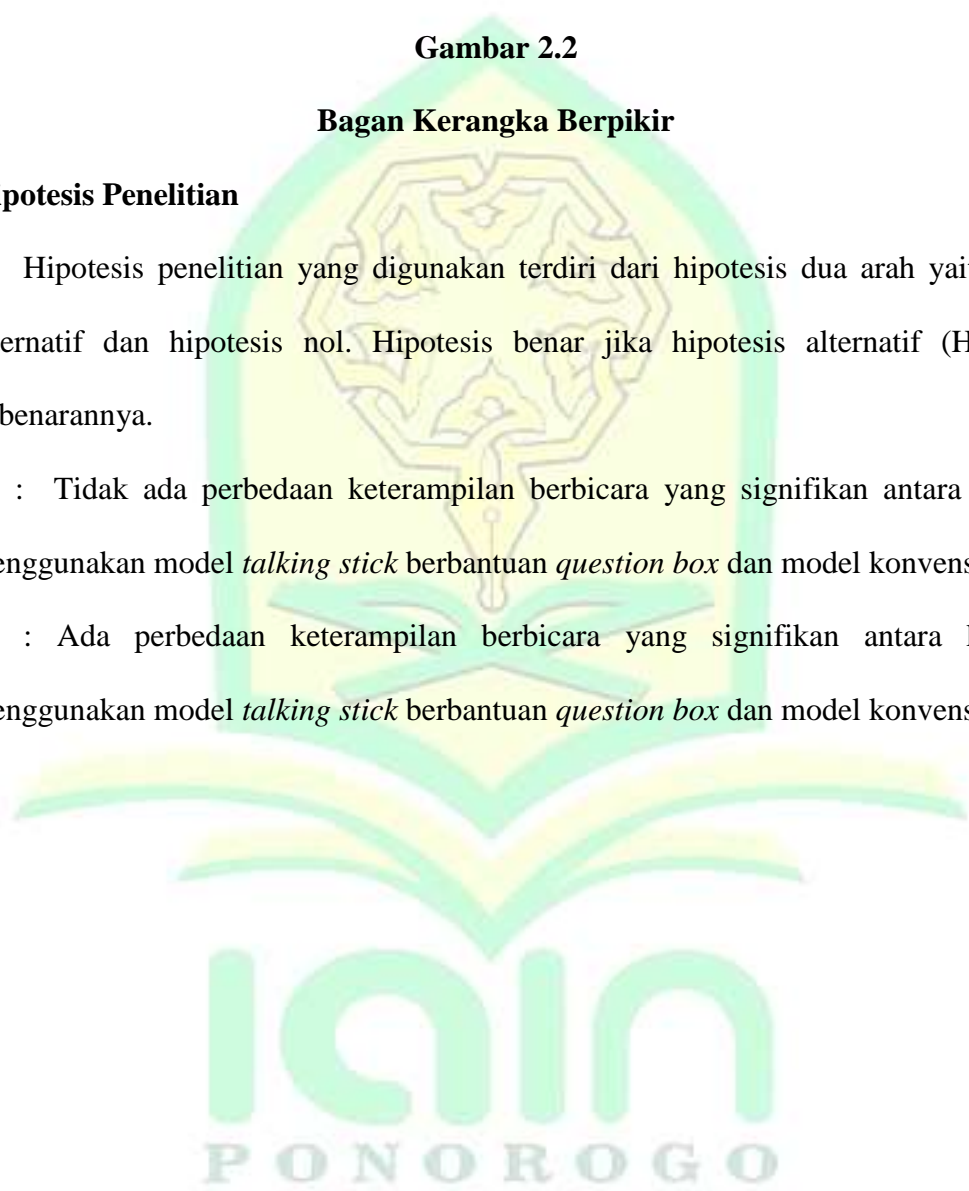 Gambar 2.2
Bagan Kerangka Berpikir
ipotesis Penelitian
Hipotesis penelitian yang digunakan terdiri dari hipotesis dua arah yait
ernatif dan hipotesis nol. Hipotesis benar jika hipotesis alternatif (H
benarannya.
: Tidak ada perbedaan keterampilan berbicara yang signifikan antara
enggunakan model talking stick berbantuan question box dan model konvens
: Ada perbedaan keterampilan berbicara yang signifikan antara
enggunakan model talking stick berbantuan question box dan model konvens
iain
PONOROGO